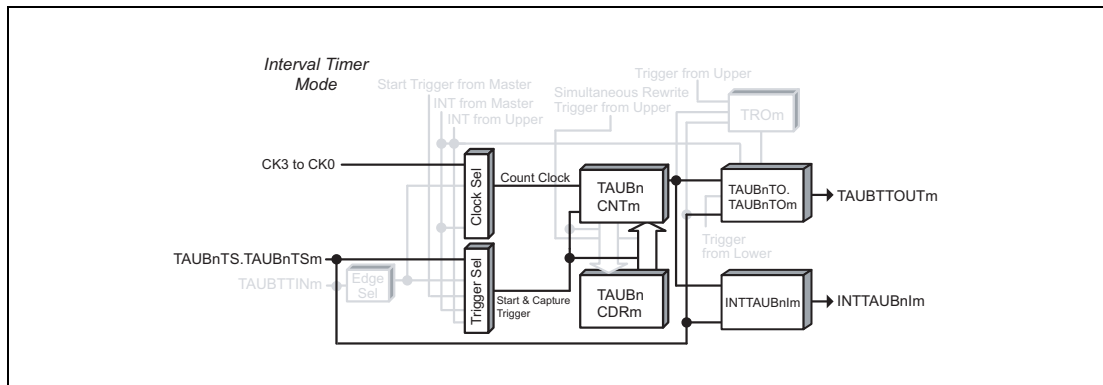 Interval Timer
Mode
Start Trigger from Master
INT from Master
INT from Upper
Simultaneous Rewrite
Trigger from Upper
Trigger from Upper
TROm
CK3 to CK0
Clock Sel
Count Clock
TAUBn
CNTm
TAUBnTO.
TAUBnTOm
TAUBTTOUTm
Trigger
from Lower
TAUBnTS.TAUBnTSm
TAUBTTINm
Edge
Sel
Trigger Sel
Start & Capture
Trigger
TAUBn
CDRm
INTTAUBnIm
INTTAUBnIm